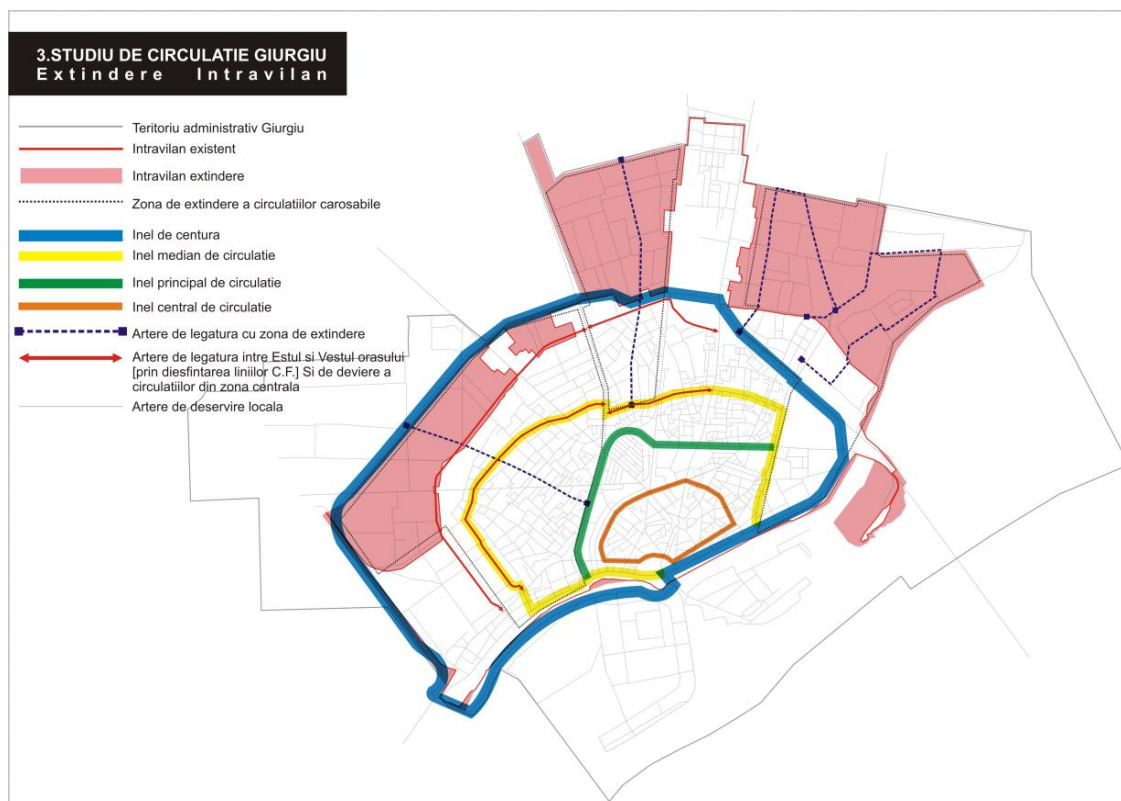 3.STUDIU DE CIRCULATIE GIURGIU
Extindere Intravilan
Teritoriu administrativ Giurgiu
Intravilan existent
Intravilan extindere
Zona de extindere a circulatiilor carosabile
Inel de centura
Inel median de circulatie
Inel principal de circulatie
Inel central de circulatie
Artere de legatura cu zona de extindere
Artere de legatura intre Estul si Vestul orasului
[prin diesfintarea liniilor C.F.] Si de deviere a
circulatiilor din zona centrala
Artere de deservire locala